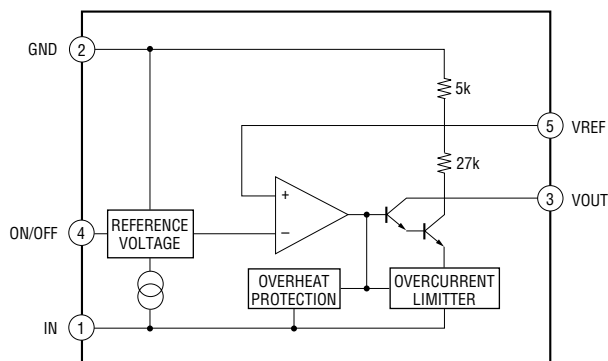 GND
2
5k
5
VREF
27k
3
VOUT
+
ON/OFF
4
REFERENCE
VOLTAGE
−
OVERHEAT
PROTECTION
OVERCURRENT
LIMITTER
IN
1